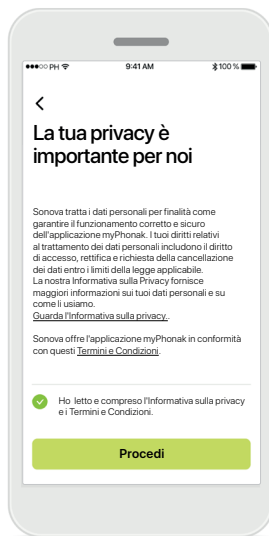 PH 9:41 AM 100 %
La tua privacy è
importante per noi
Sonova tratta i dati personali per finalità come
garantire il funzionamento corretto e sicuro
dell'applicazione myPhonak. I tuoi diritti relativi
al trattamento dei dati personali includono il diritto
di accesso, rettifica e richiesta della cancellazione
dei dati entro i limiti della legge applicabile.
La nostra Informativa sulla Privacy fornisce
maggiori informazioni sui tuoi dati personali e su
come li usiamo.
Guarda l'Informativa sulla privacy..
Sonova offre l'applicazione myPhonak in conformità
con questi Termini e Condizioni.
Ho letto e compreso l'Informativa sulla privacy
e i Termini e Condizioni.
Procedi